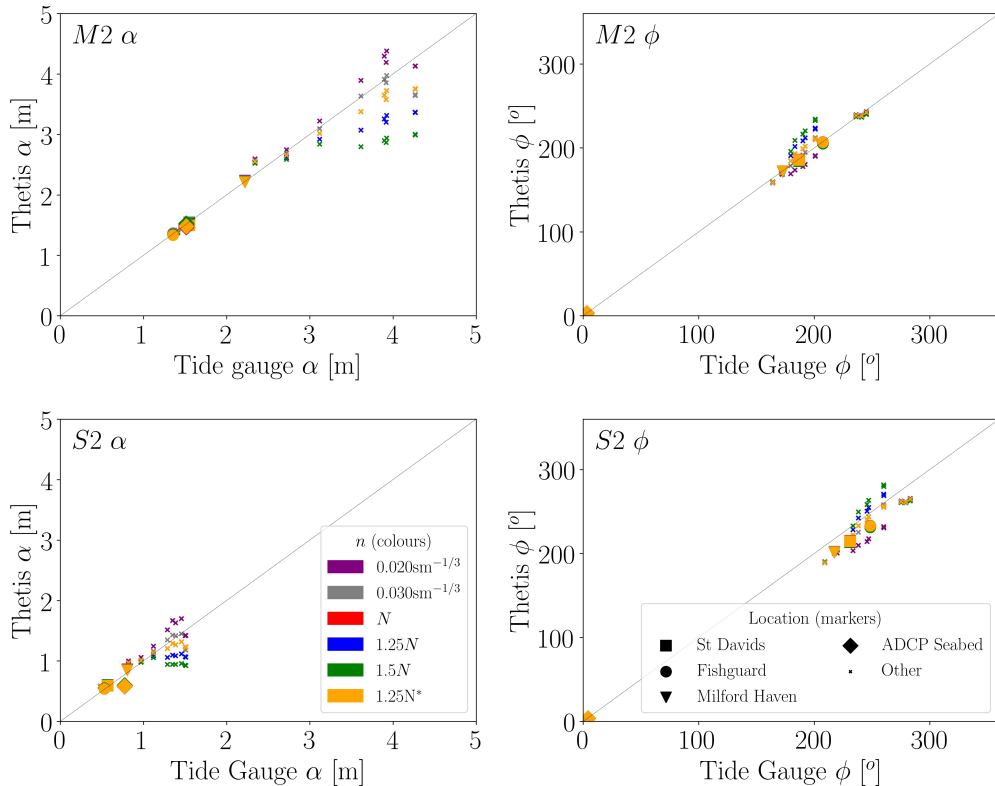 M2 α
5
4
3
2
1
0
Thetis α [m]
0 1 2 3 4 5
Tide gauge α [m]
M2 ϕ
300
200
100
0
Thetis ϕ [°]
0 100 200 300
Tide Gauge ϕ [°]
S2 α
5
4
3
2
1
0
Thetis α [m]
0 1 2 3 4 5
Tide Gauge α [m]
n (colours)
0.020sm⁻¹/³
0.030sm⁻¹/³
N
1.25N
1.5N
1.25N*
S2 ϕ
300
200
100
0
Thetis ϕ [°]
0 100 200 300
Tide Gauge ϕ [°]
Location (markers)
St Davids
Fishguard
Milford Haven
ADCP Seabed
Other